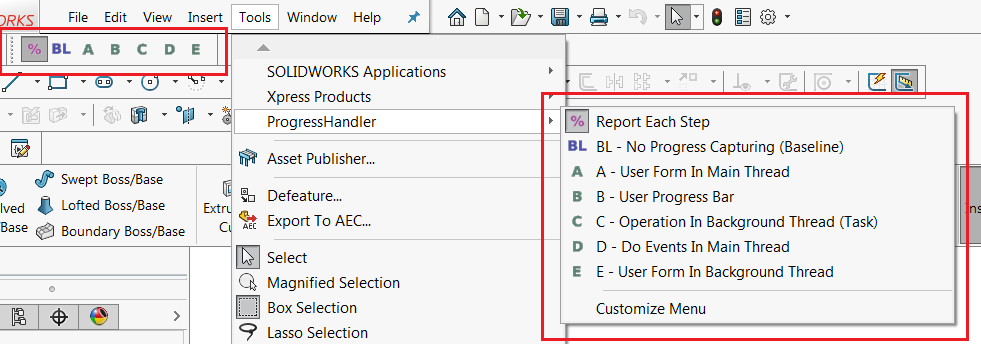 ORKS File Edit View Insert Tools Window Help
% BL A B C D E
SOLIDWORKS Applications
Xpress Products
ProgressHandler
Asset Publisher...
Defeature...
Export To AEC...
AEC
Select
Magnified Selection
Box Selection
Lasso Selection
% Report Each Step
BL BL - No Progress Capturing (Baseline)
A A - User Form In Main Thread
B B - User Progress Bar
C C - Operation In Background Thread (Task)
D D - Do Events In Main Thread
E E - User Form In Background Thread
Customize Menu
Swept Boss/Base
Lofted Boss/Base
Boundary Boss/Base
olved
/Base
Extru
Cu
Ins